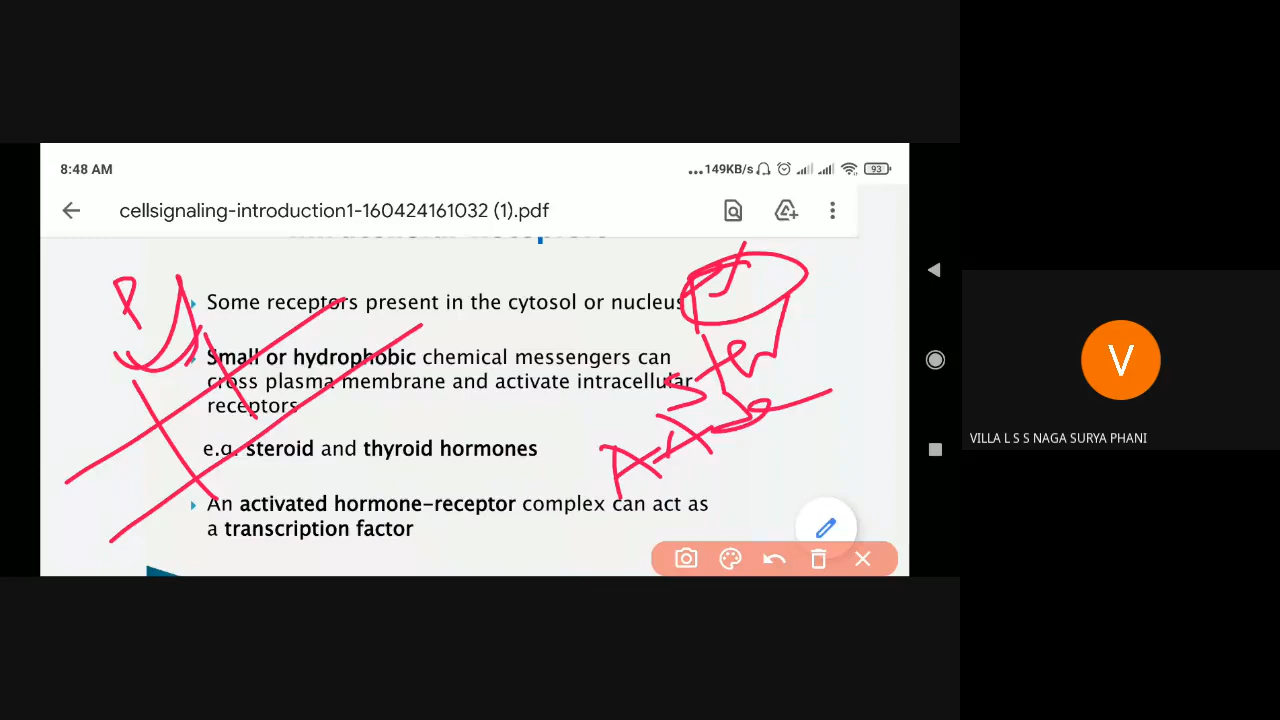 8:48 AM
...149KB/s
93
cellsignaling-introduction1-160424161032 (1).pdf
Some receptors present in the cytosol or nucleus
Small or hydrophobic chemical messengers can
cross plasma membrane and activate intracellular
receptors
e.g. steroid and thyroid hormones
An activated hormone-receptor complex can act as
a transcription factor
V
VILLA L S S NAGA SURYA PHANI